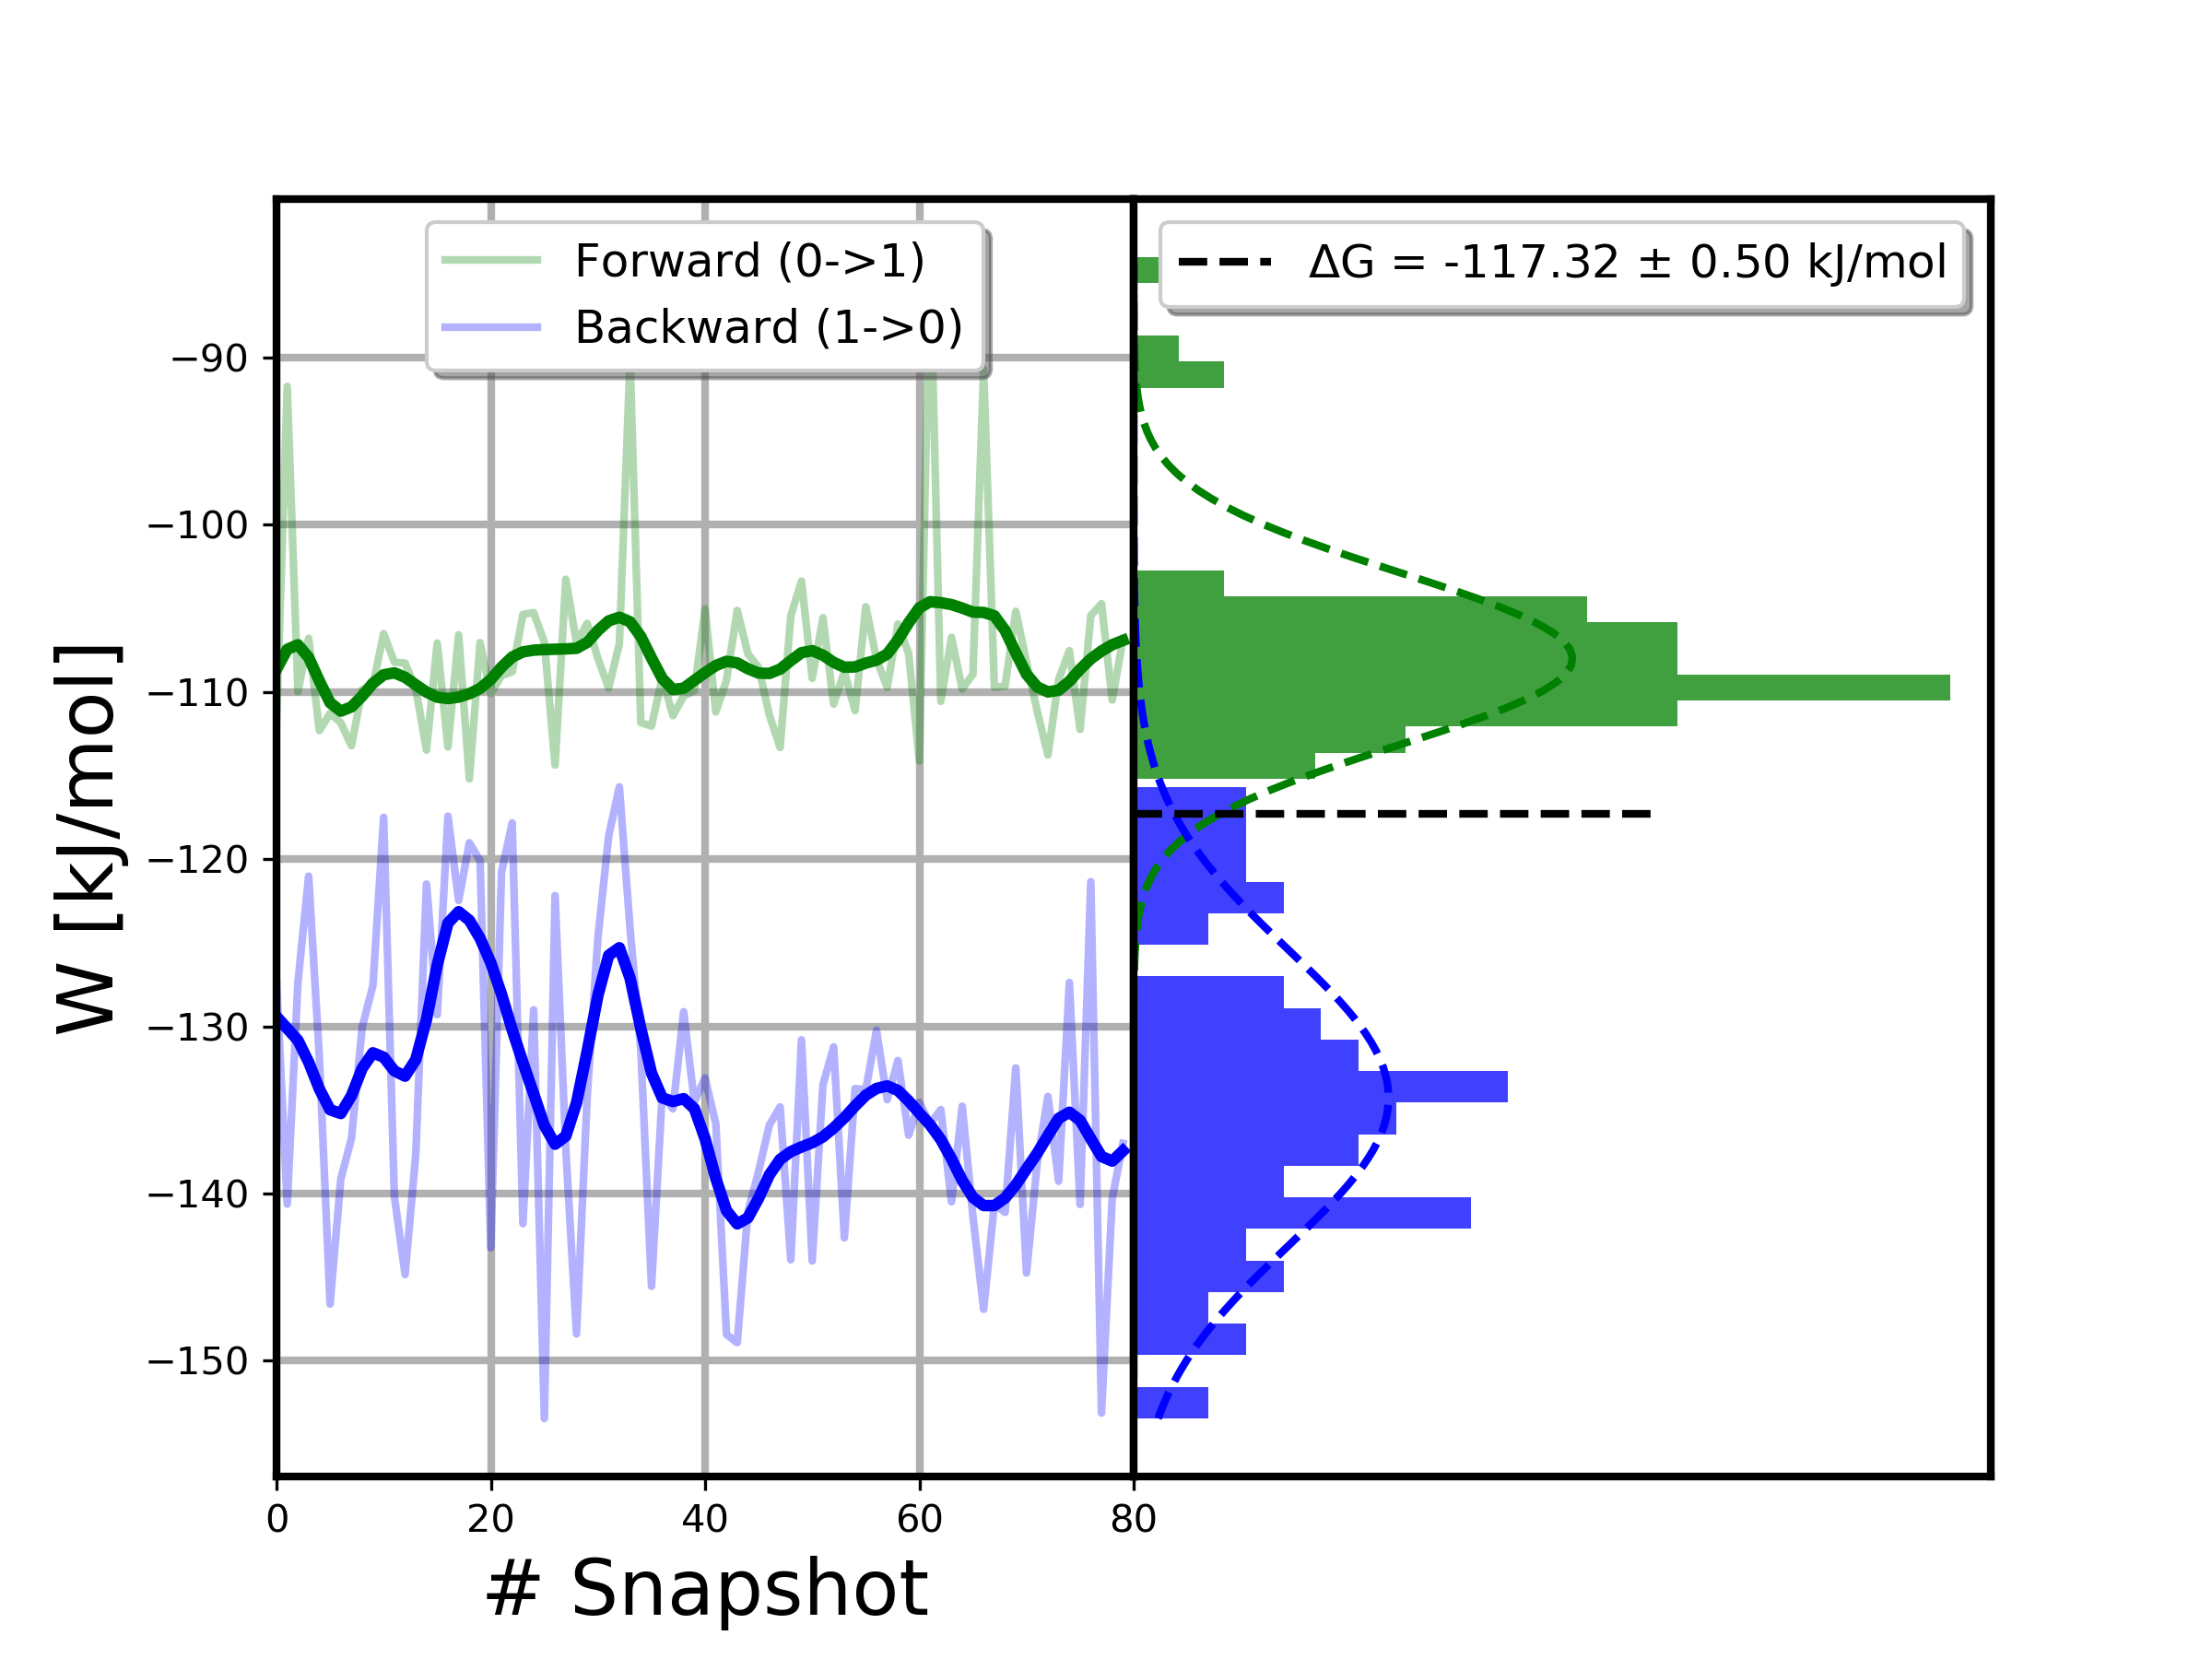 Forward (0->1)
Backward (1->0)
ΔG = -117.32 ± 0.50 kJ/mol
W [kJ/mol]
−90
−100
−110
−120
−130
−140
−150
0 20 40 60 80
# Snapshot